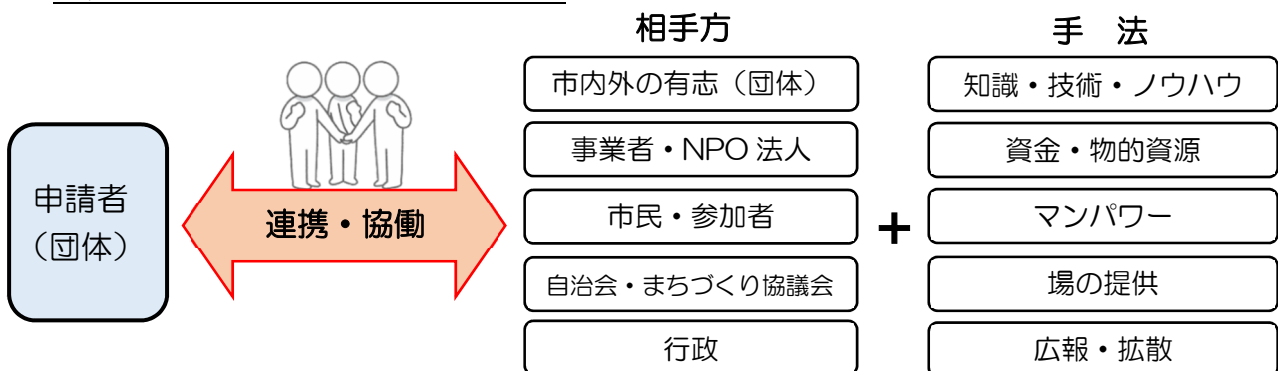 申請者
（団体）
連携・協働
相手方
市内外の有志（団体）
事業者・NPO 法人
市民・参加者
自治会・まちづくり協議会
行政
＋
手　法
知識・技術・ノウハウ
資金・物的資源
マンパワー
場の提供
広報・拡散